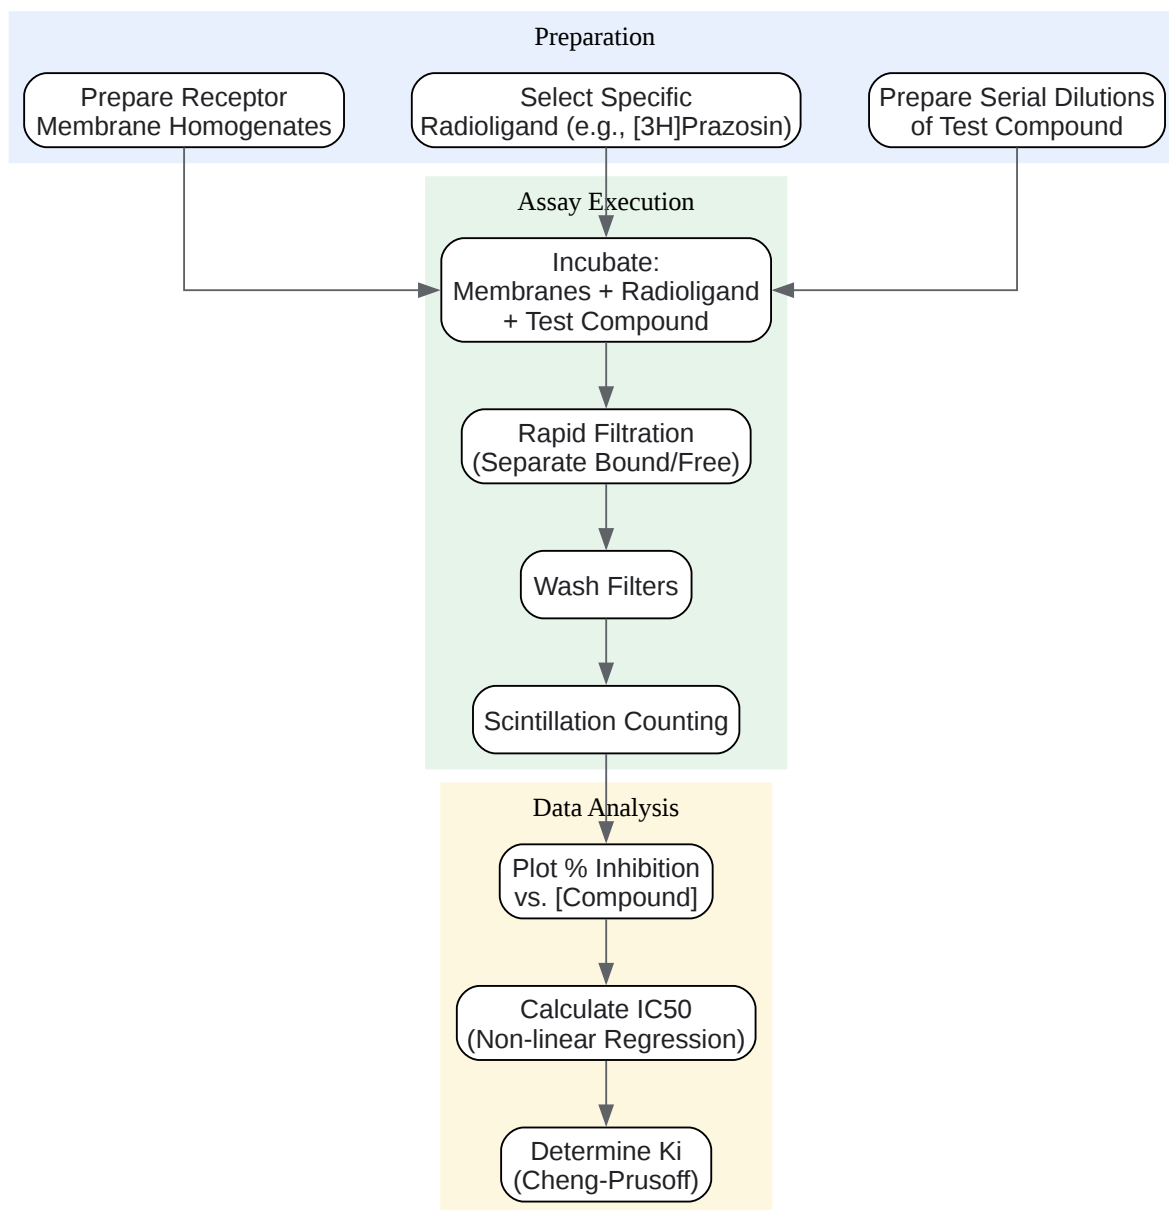 Preparation
Prepare Receptor
Membrane Homogenates
Select Specific
Radioligand (e.g., [3H]Prazosin)
Prepare Serial Dilutions
of Test Compound
Assay Execution
Incubate:
Membranes + Radioligand
+ Test Compound
Rapid Filtration
(Separate Bound/Free)
Wash Filters
Scintillation Counting
Data Analysis
Plot % Inhibition
vs. [Compound]
Calculate IC50
(Non-linear Regression)
Determine Ki
(Cheng-Prusoff)